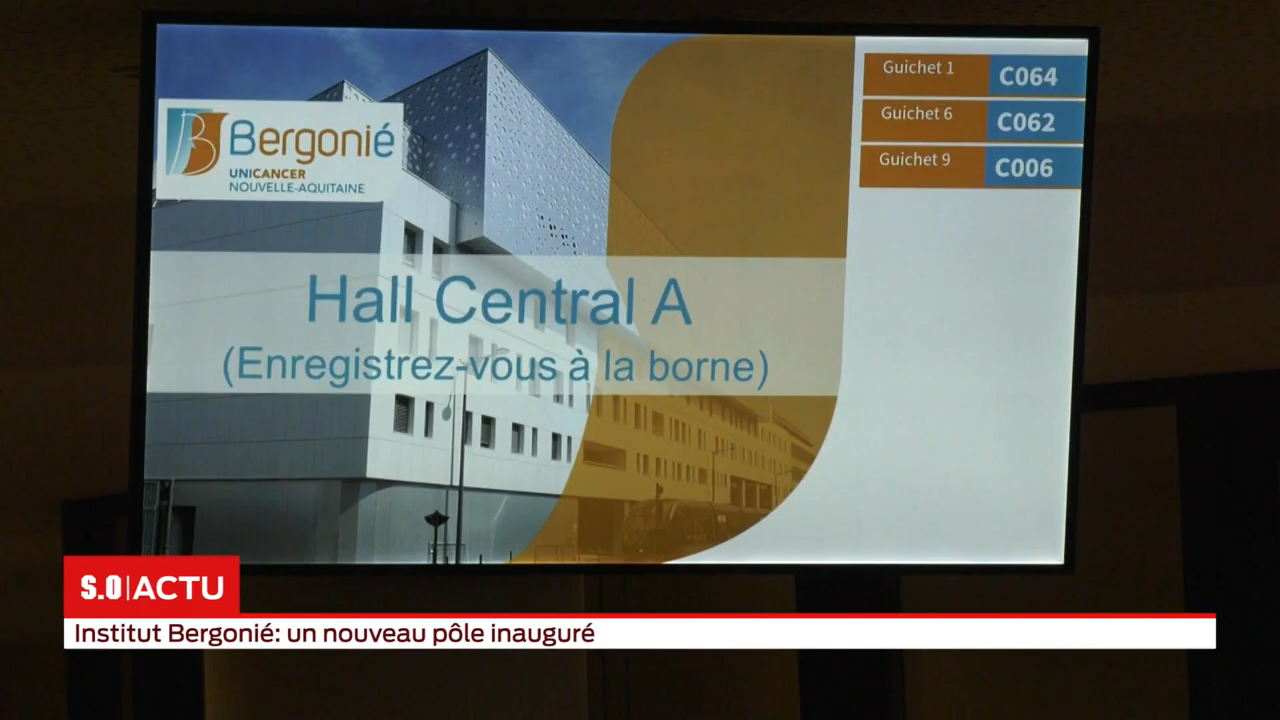 Bergonié
UNICANCER
NOUVELLE-AQUITAINE
Hall Central A
(Enregistrez-vous à la borne)
Guichet 1 C064
Guichet 6 C062
Guichet 9 C006
S.O|ACTU
Institut Bergonié: un nouveau pôle inauguré